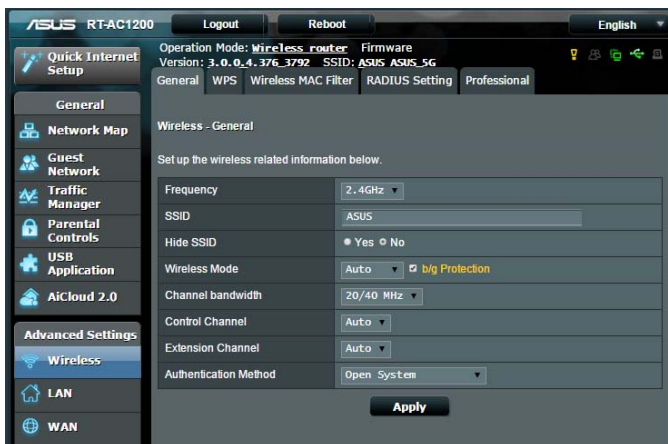 ASUS RT-AC1200 Logout Reboot English
Quick Internet Setup
Operation Mode: Wireless router Firmware
Version: 3.0.0.4.376_3792 SSID: ASUS ASUS_5G
General WPS Wireless MAC Filter RADIUS Setting Professional
General
Network Map
Guest Network
Traffic Manager
Parental Controls
USB Application
AiCloud 2.0
Advanced Settings
Wireless
LAN
WAN
Wireless - General
Set up the wireless related information below.
Frequency 2.4GHz
SSID ASUS
Hide SSID Yes No
Wireless Mode Auto b/g Protection
Channel bandwidth 20/40 MHz
Control Channel Auto
Extension Channel Auto
Authentication Method Open System
Apply